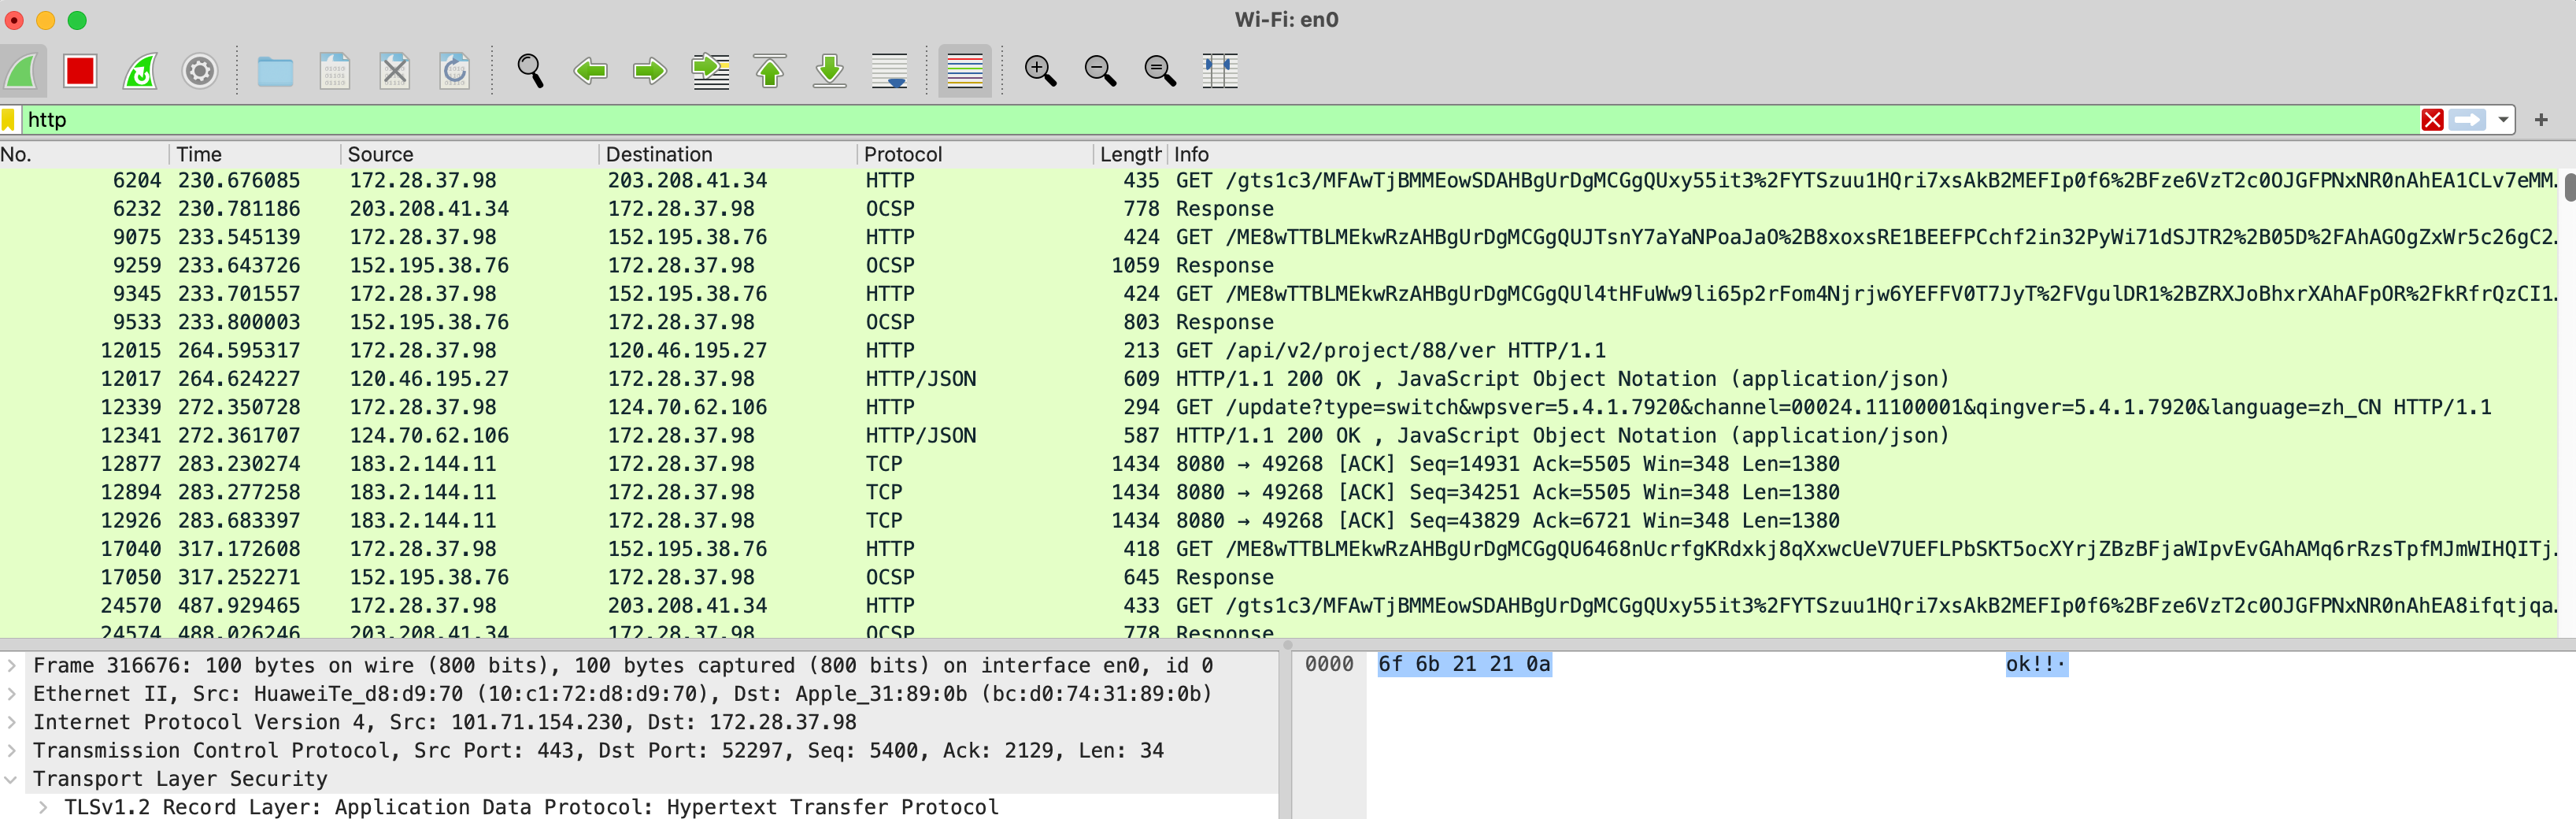 Wi-Fi: en0
http
No. Time Source Destination Protocol Length Info
6204 230.676085 172.28.37.98 203.208.41.34 HTTP 435 GET /gts1c3/MFAwTjBMMEowSDAHBgUrDgMCGgQUxy55it3%2FYTSzuu1HQri7xsAkB2MEFIp0f6%2BFze6VzT2c0OJGFPNxNR0nAhEA1CLv7eMM…
6232 230.781186 203.208.41.34 172.28.37.98 OCSP 778 Response
9075 233.545139 172.28.37.98 152.195.38.76 HTTP 424 GET /ME8wTTBLMEkwRzAHBgUrDgMCGgQUJTsnY7aYaNPoaJaO%2B8xoxsRE1BEEFPCchf2in32PyWi71dSJTR2%2B05D%2FAhAGOgZxWr5c26gC2…
9259 233.643726 152.195.38.76 172.28.37.98 OCSP 1059 Response
9345 233.701557 172.28.37.98 152.195.38.76 HTTP 424 GET /ME8wTTBLMEkwRzAHBgUrDgMCGgQUl4tHFuWw9li65p2rFom4Njrjw6YEFFV0T7JyT%2FVgulDR1%2BZRXJoBhxrXAhAFpOR%2FkRfrQzCI1…
9533 233.800003 152.195.38.76 172.28.37.98 OCSP 803 Response
12015 264.595317 172.28.37.98 120.46.195.27 HTTP 213 GET /api/v2/project/88/ver HTTP/1.1
12017 264.624227 120.46.195.27 172.28.37.98 HTTP/JSON 609 HTTP/1.1 200 OK , JavaScript Object Notation (application/json)
12339 272.350728 172.28.37.98 124.70.62.106 HTTP 294 GET /update?type=switch&wpsver=5.4.1.7920&channel=00024.11100001&qingver=5.4.1.7920&language=zh_CN HTTP/1.1
12341 272.361707 124.70.62.106 172.28.37.98 HTTP/JSON 587 HTTP/1.1 200 OK , JavaScript Object Notation (application/json)
12877 283.230274 183.2.144.11 172.28.37.98 TCP 1434 8080 → 49268 [ACK] Seq=14931 Ack=5505 Win=348 Len=1380
12894 283.277258 183.2.144.11 172.28.37.98 TCP 1434 8080 → 49268 [ACK] Seq=34251 Ack=5505 Win=348 Len=1380
12926 283.683397 183.2.144.11 172.28.37.98 TCP 1434 8080 → 49268 [ACK] Seq=43829 Ack=6721 Win=348 Len=1380
17040 317.172608 172.28.37.98 152.195.38.76 HTTP 418 GET /ME8wTTBLMEkwRzAHBgUrDgMCGgQU6468nUcrfgKRdxkj8qXxwcUeV7UEFLPbSKT5ocXYrjZBzBFjaWIpvEvGAhAMq6rRzsTpfMJmWIHQITj…
17050 317.252271 152.195.38.76 172.28.37.98 OCSP 645 Response
24570 487.929465 172.28.37.98 203.208.41.34 HTTP 433 GET /gts1c3/MFAwTjBMMEowSDAHBgUrDgMCGgQUxy55it3%2FYTSzuu1HQri7xsAkB2MEFIp0f6%2BFze6VzT2c0OJGFPNxNR0nAhEA8ifqtjqa…
24574 488.026246 203.208.41.34 172.28.37.98 OCSP 778 Response
Frame 316676: 100 bytes on wire (800 bits), 100 bytes captured (800 bits) on interface en0, id 0
Ethernet II, Src: HuaweiTe_d8:d9:70 (10:c1:72:d8:d9:70), Dst: Apple_31:89:0b (bc:d0:74:31:89:0b)
Internet Protocol Version 4, Src: 101.71.154.230, Dst: 172.28.37.98
Transmission Control Protocol, Src Port: 443, Dst Port: 52297, Seq: 5400, Ack: 2129, Len: 34
Transport Layer Security
TLSv1.2 Record Layer: Application Data Protocol: Hypertext Transfer Protocol
0000 6f 6b 21 21 0a ok!!·